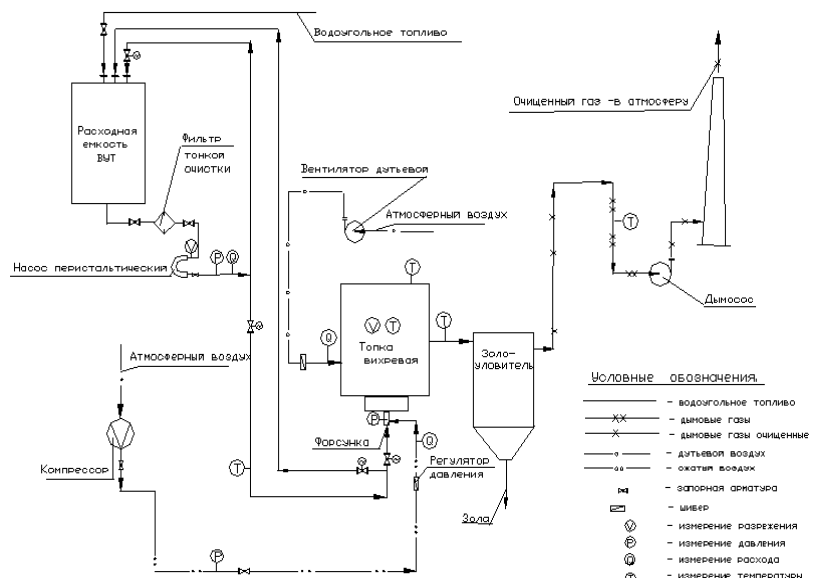 Водоугольное топливо
Очищенный газ -в атмосферу
Расходная
емкость
ВУТ
Фильтр
тонкой
очистки
Вентилятор дутьевой
Атмосферный воздух
T
V
P Q
Насос перистальтический
Дымосос
T
T
V T
Q
Топка
вихревая
Золо-
уловитель
Атмосферный воздух
V
P
Форсунка
Q
Компрессор
T
Регулятор
давления
Зола
P
Условные обозначения.
- водоугольное топливо
- дымовые газы
- дымовые газы очищенные
- дутьевой воздух
- сжатый воздух
- запорная арматура
- шибер
V - измерение разрежения
P - измерение давления
Q - измерение расхода
T - измерение температуры